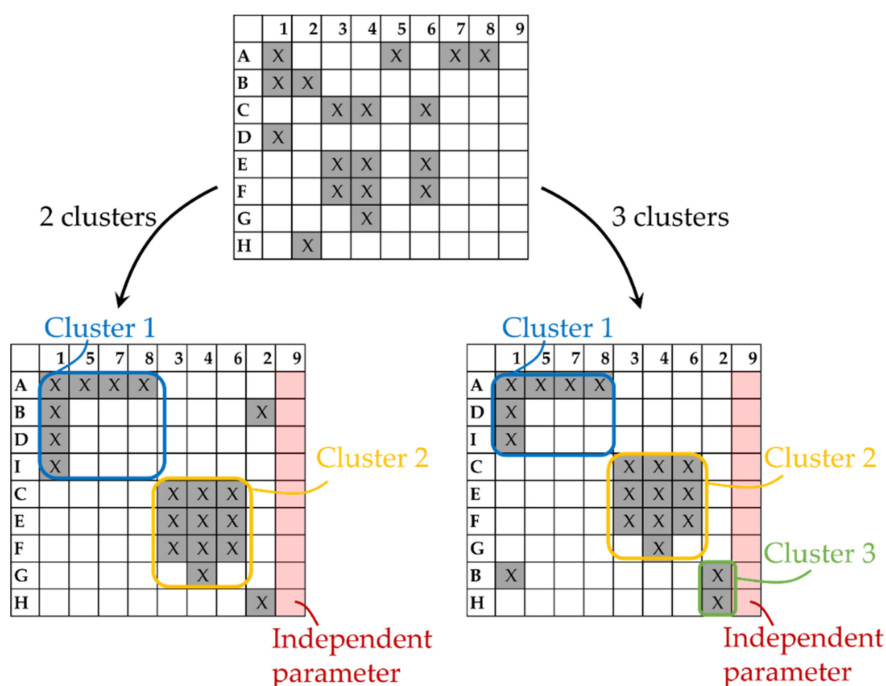 1 2 3 4 5 6 7 8 9
A X X X X
B X X
C X X X
D X
E X X X
F X X X
G X
H X
2 clusters
3 clusters
Cluster 1
1 5 7 8 3 4 6 2 9
A X X X X
B X X
D X
I X
C X X X
E X X X
F X X X
G X
H X
Cluster 2
Independent
parameter
Cluster 1
1 5 7 8 3 4 6 2 9
A X X X X
D X
I X
C X X X
E X X X
F X X X
G X
B X X
H X
Cluster 2
Cluster 3
Independent
parameter